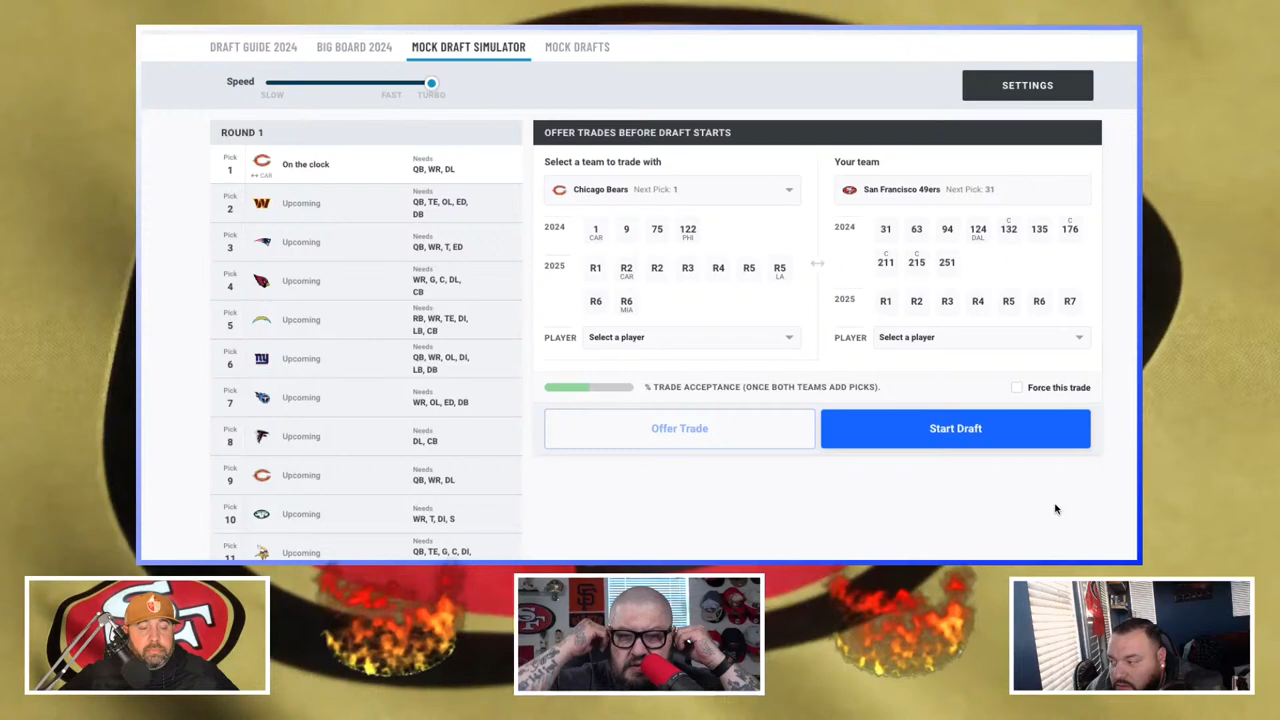 DRAFT GUIDE 2024 BIG BOARD 2024 MOCK DRAFT SIMULATOR MOCK DRAFTS
Speed
SLOW FAST TURBO
SETTINGS
ROUND 1
Pick
1
CAR
On the clock
Needs
QB, WR, DL
Pick
2
Upcoming
Needs
QB, TE, OL, ED,
DB
Pick
3
Upcoming
Needs
QB, WR, T, ED
Pick
4
Upcoming
Needs
WR, G, C, DL,
CB
Pick
5
Upcoming
Needs
RB, WR, TE, DI,
LB, CB
Pick
6
Upcoming
Needs
QB, WR, OL, DI,
LB, DB
Pick
7
Upcoming
Needs
WR, OL, ED, DB
Pick
8
Upcoming
Needs
DL, CB
Pick
9
Upcoming
Needs
QB, WR, DL
Pick
10
Upcoming
Needs
WR, T, DI, S
Pick
11
Upcoming
Needs
QB, TE, G, C, DI,
OFFER TRADES BEFORE DRAFT STARTS
Select a team to trade with
Chicago Bears Next Pick: 1
2024 1 9 75 122
CAR PHI
2025 R1 R2 R2 R3 R4 R5 R5
CAR LA
R6 R6
MIA
PLAYER Select a player
Your team
San Francisco 49ers Next Pick: 31
C C
2024 31 63 94 124 132 135 176
DAL
C C
211 215 251
2025 R1 R2 R3 R4 R5 R6 R7
PLAYER Select a player
% TRADE ACCEPTANCE (ONCE BOTH TEAMS ADD PICKS).
Force this trade
Offer Trade
Start Draft
SF